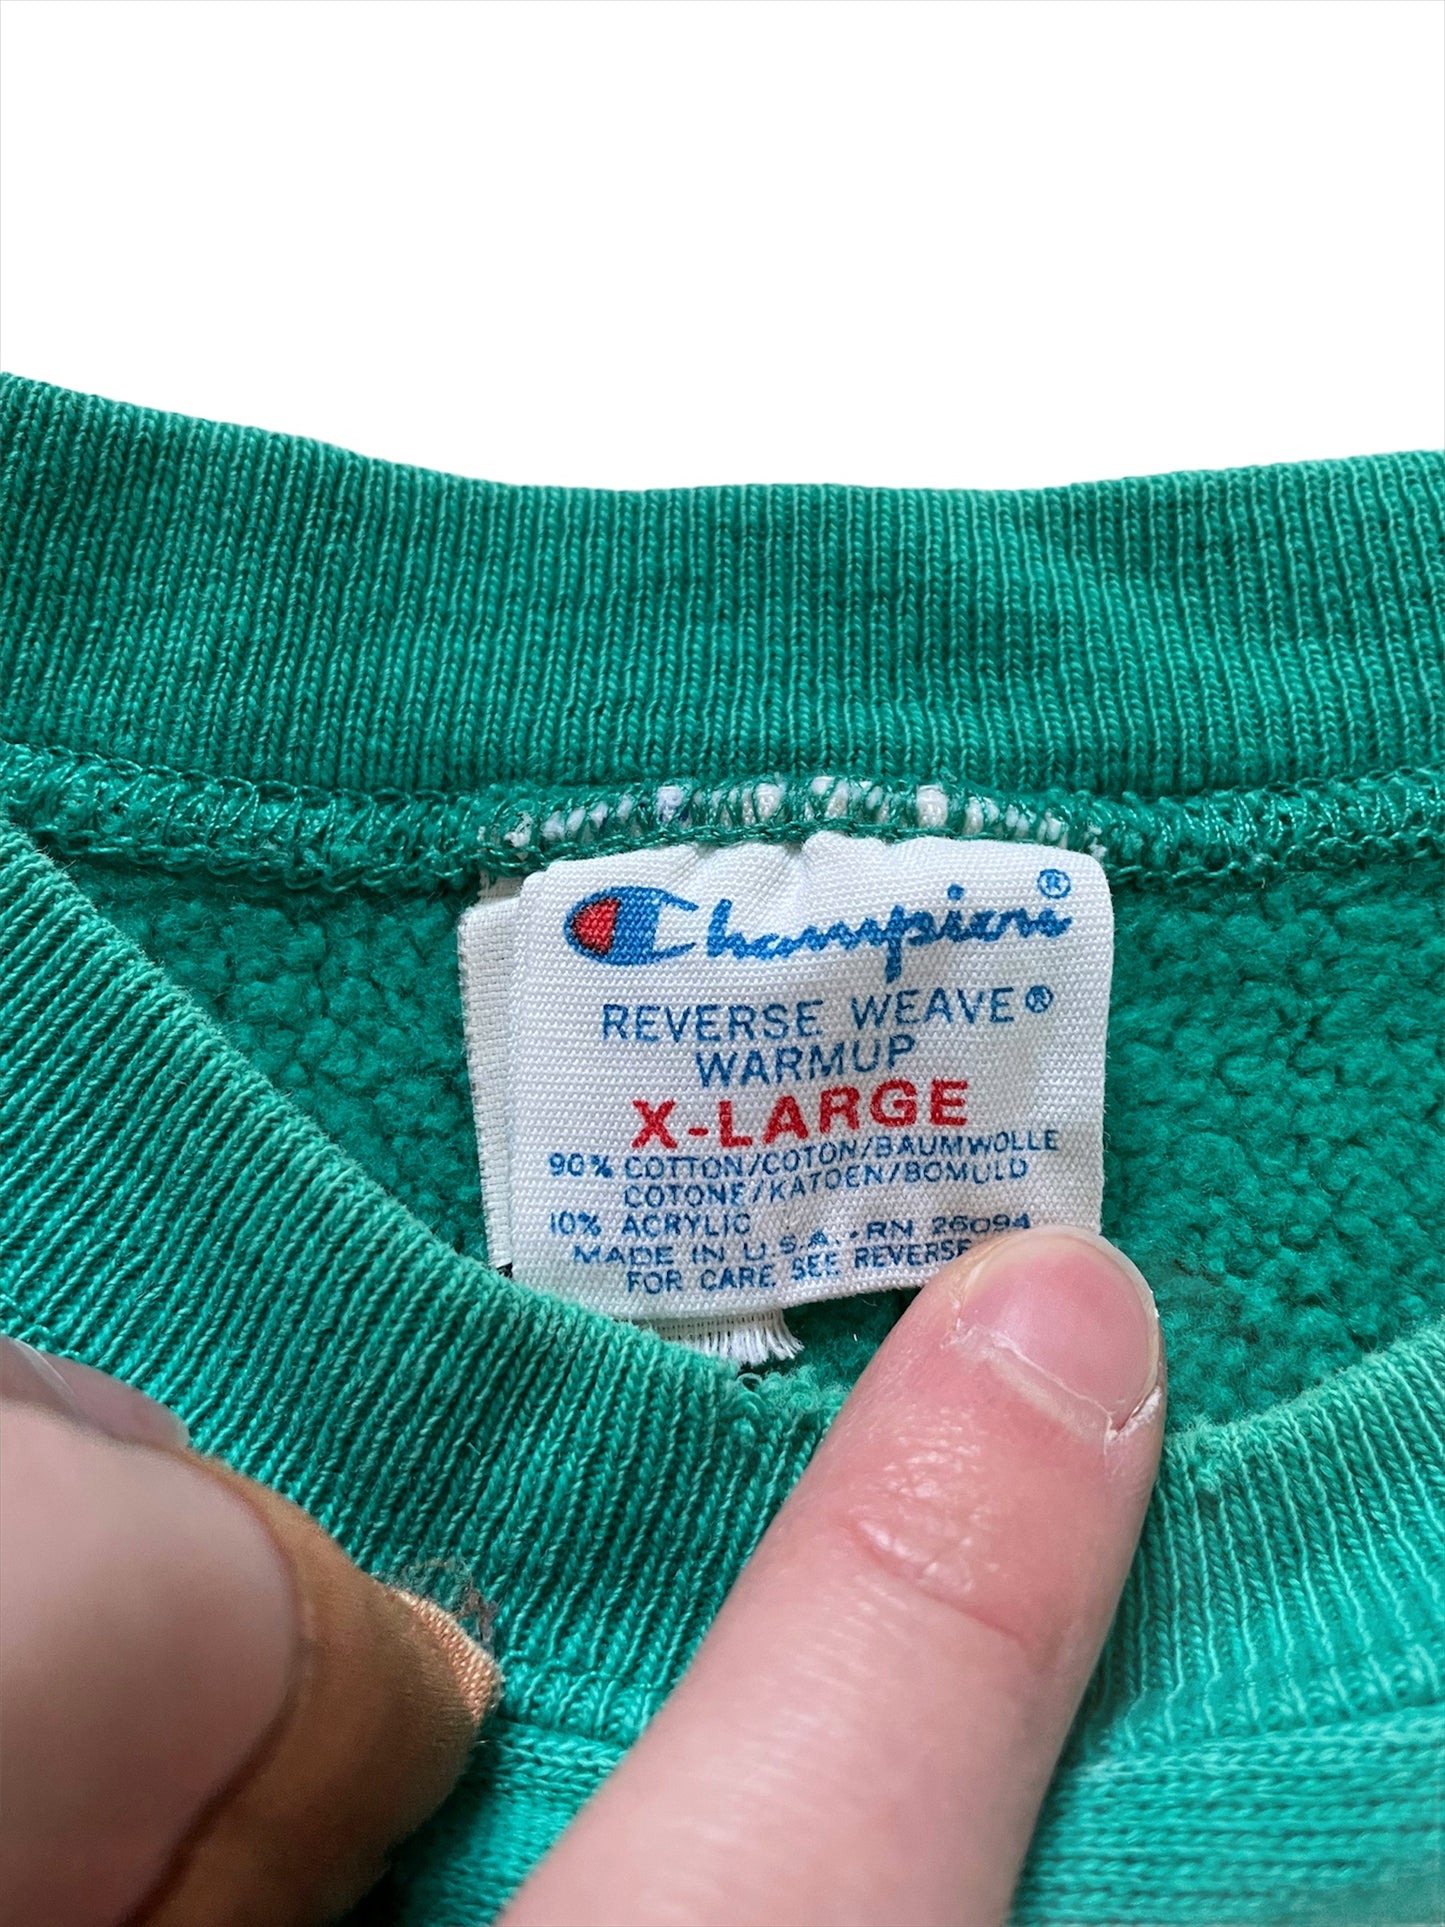 Champion®
REVERSE WEAVE®
WARMUP
X-LARGE
90% COTTON/COTON/BAUMWOLLE
COTONE/KATOEN/BOMULD
10% ACRYLIC
MADE IN U.S.A. • RN 26094
FOR CARE SEE REVERSE